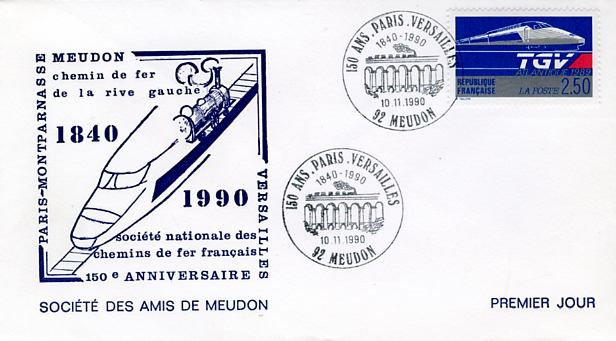 PARIS-MONTPARNASSE
MEUDON
chemin de fer
de la rive gauche
1840
1990
VERSAILLES
société nationale des
chemins de fer français
150e ANNIVERSAIRE
SOCIÉTÉ DES AMIS DE MEUDON
150 ANS. PARIS. VERSAILLES
1840-1990
10.11.1990
92 MEUDON
150 ANS. PARIS. VERSAILLES
1840-1990
10.11.1990
92 MEUDON
TGV
ATLANTIQUE 1989
RÉPUBLIQUE
FRANÇAISE
LA POSTE 2.50
PREMIER JOUR